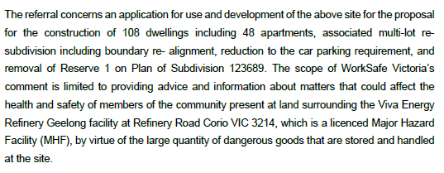 The referral concerns an application for use and development of the above site for the proposal
for the construction of 108 dwellings including 48 apartments, associated multi-lot re-
subdivision including boundary re- alignment, reduction to the car parking requirement, and
removal of Reserve 1 on Plan of Subdivision 123689. The scope of WorkSafe Victoria's
comment is limited to providing advice and information about matters that could affect the
health and safety of members of the community present at land surrounding the Viva Energy
Refinery Geelong facility at Refinery Road Corio VIC 3214, which is a licenced Major Hazard
Facility (MHF), by virtue of the large quantity of dangerous goods that are stored and handled
at the site.